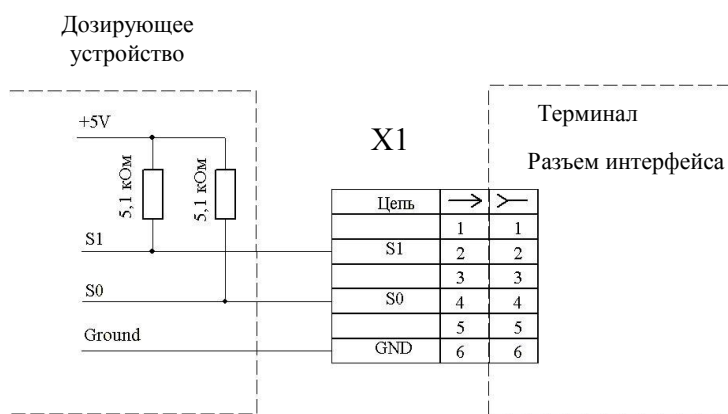 Дозирующее
устройство
+5V
5,1 кОм
5,1 кОм
S1
S0
Ground
X1
Цепь
1 1
S1 2 2
3 3
S0 4 4
5 5
GND 6 6
Терминал
Разъем интерфейса